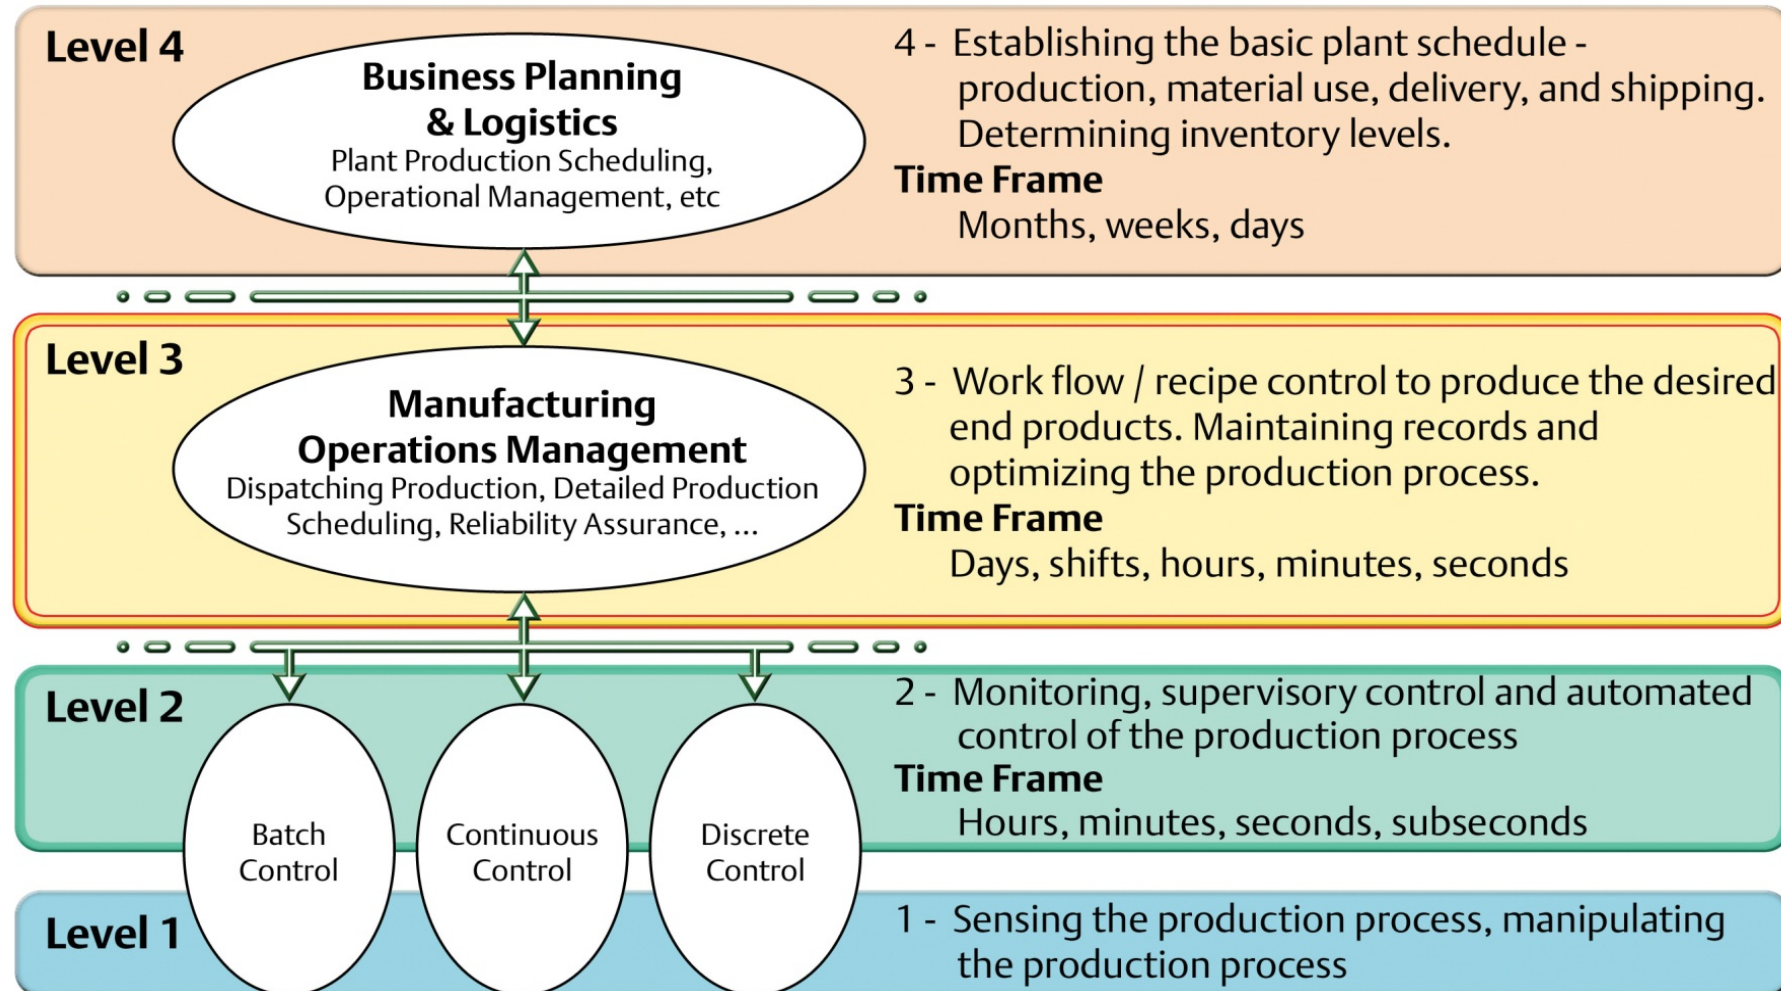 Level 4
Business Planning
& Logistics
Plant Production Scheduling,
Operational Management, etc
4 - Establishing the basic plant schedule -
production, material use, delivery, and shipping.
Determining inventory levels.
Time Frame
Months, weeks, days
Level 3
Manufacturing
Operations Management
Dispatching Production, Detailed Production
Scheduling, Reliability Assurance, ...
3 - Work flow / recipe control to produce the desired
end products. Maintaining records and
optimizing the production process.
Time Frame
Days, shifts, hours, minutes, seconds
Level 2
2 - Monitoring, supervisory control and automated
control of the production process
Time Frame
Hours, minutes, seconds, subseconds
Batch
Control
Continuous
Control
Discrete
Control
Level 1
1 - Sensing the production process, manipulating
the production process